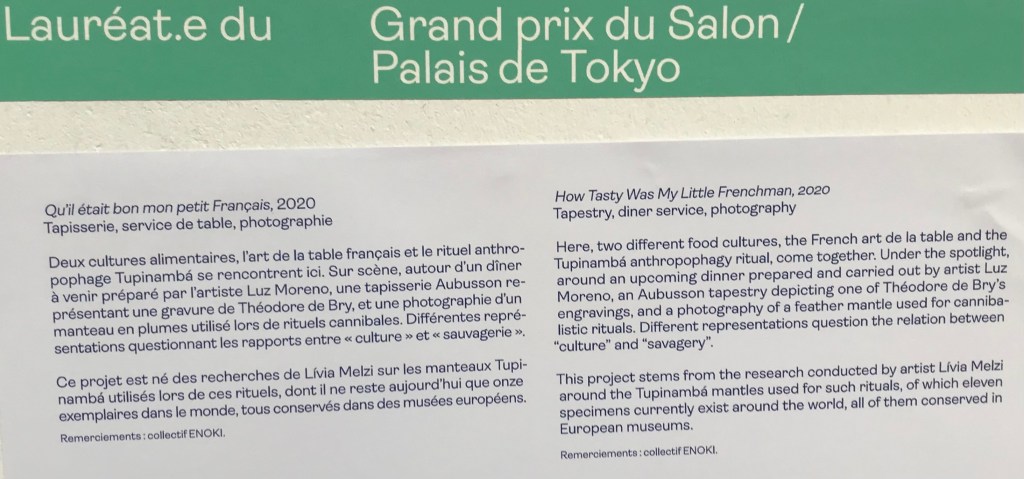 Lauréat.e du
Grand prix du Salon/
Palais de Tokyo
Qu'il était bon mon petit Français, 2020
Tapisserie, service de table, photographie
Deux cultures alimentaires, l'art de la table français et le rituel anthro-
pophage Tupinambá se rencontrent ici. Sur scène, autour d'un dîner
à venir préparé par l'artiste Luz Moreno, une tapisserie Aubusson re-
présentant une gravure de Théodore de Bry, et une photographie d'un
manteau en plumes utilisé lors de rituels cannibales. Différentes repré-
sentations questionnant les rapports entre « culture » et « sauvagerie ».
Ce projet est né des recherches de Lívia Melzi sur les manteaux Tupi-
nambá utilisés lors de ces rituels, dont il ne reste aujourd'hui que onze
exemplaires dans le monde, tous conservés dans des musées européens.
Remerciements : collectif ENOKI.
How Tasty Was My Little Frenchman, 2020
Tapestry, diner service, photography
Here, two different food cultures, the French art de la table and the
Tupinambá anthropophagy ritual, come together. Under the spotlight,
around an upcoming dinner prepared and carried out by artist Luz
Moreno, an Aubusson tapestry depicting one of Théodore de Bry's
engravings, and a photography of a feather mantle used for canniba-
listic rituals. Different representations question the relation between
"culture" and "savagery".
This project stems from the research conducted by artist Lívia Melzi
around the Tupinambá mantles used for such rituals, of which eleven
specimens currently exist around the world, all of them conserved in
European museums.
Remerciements : collectif ENOKI.